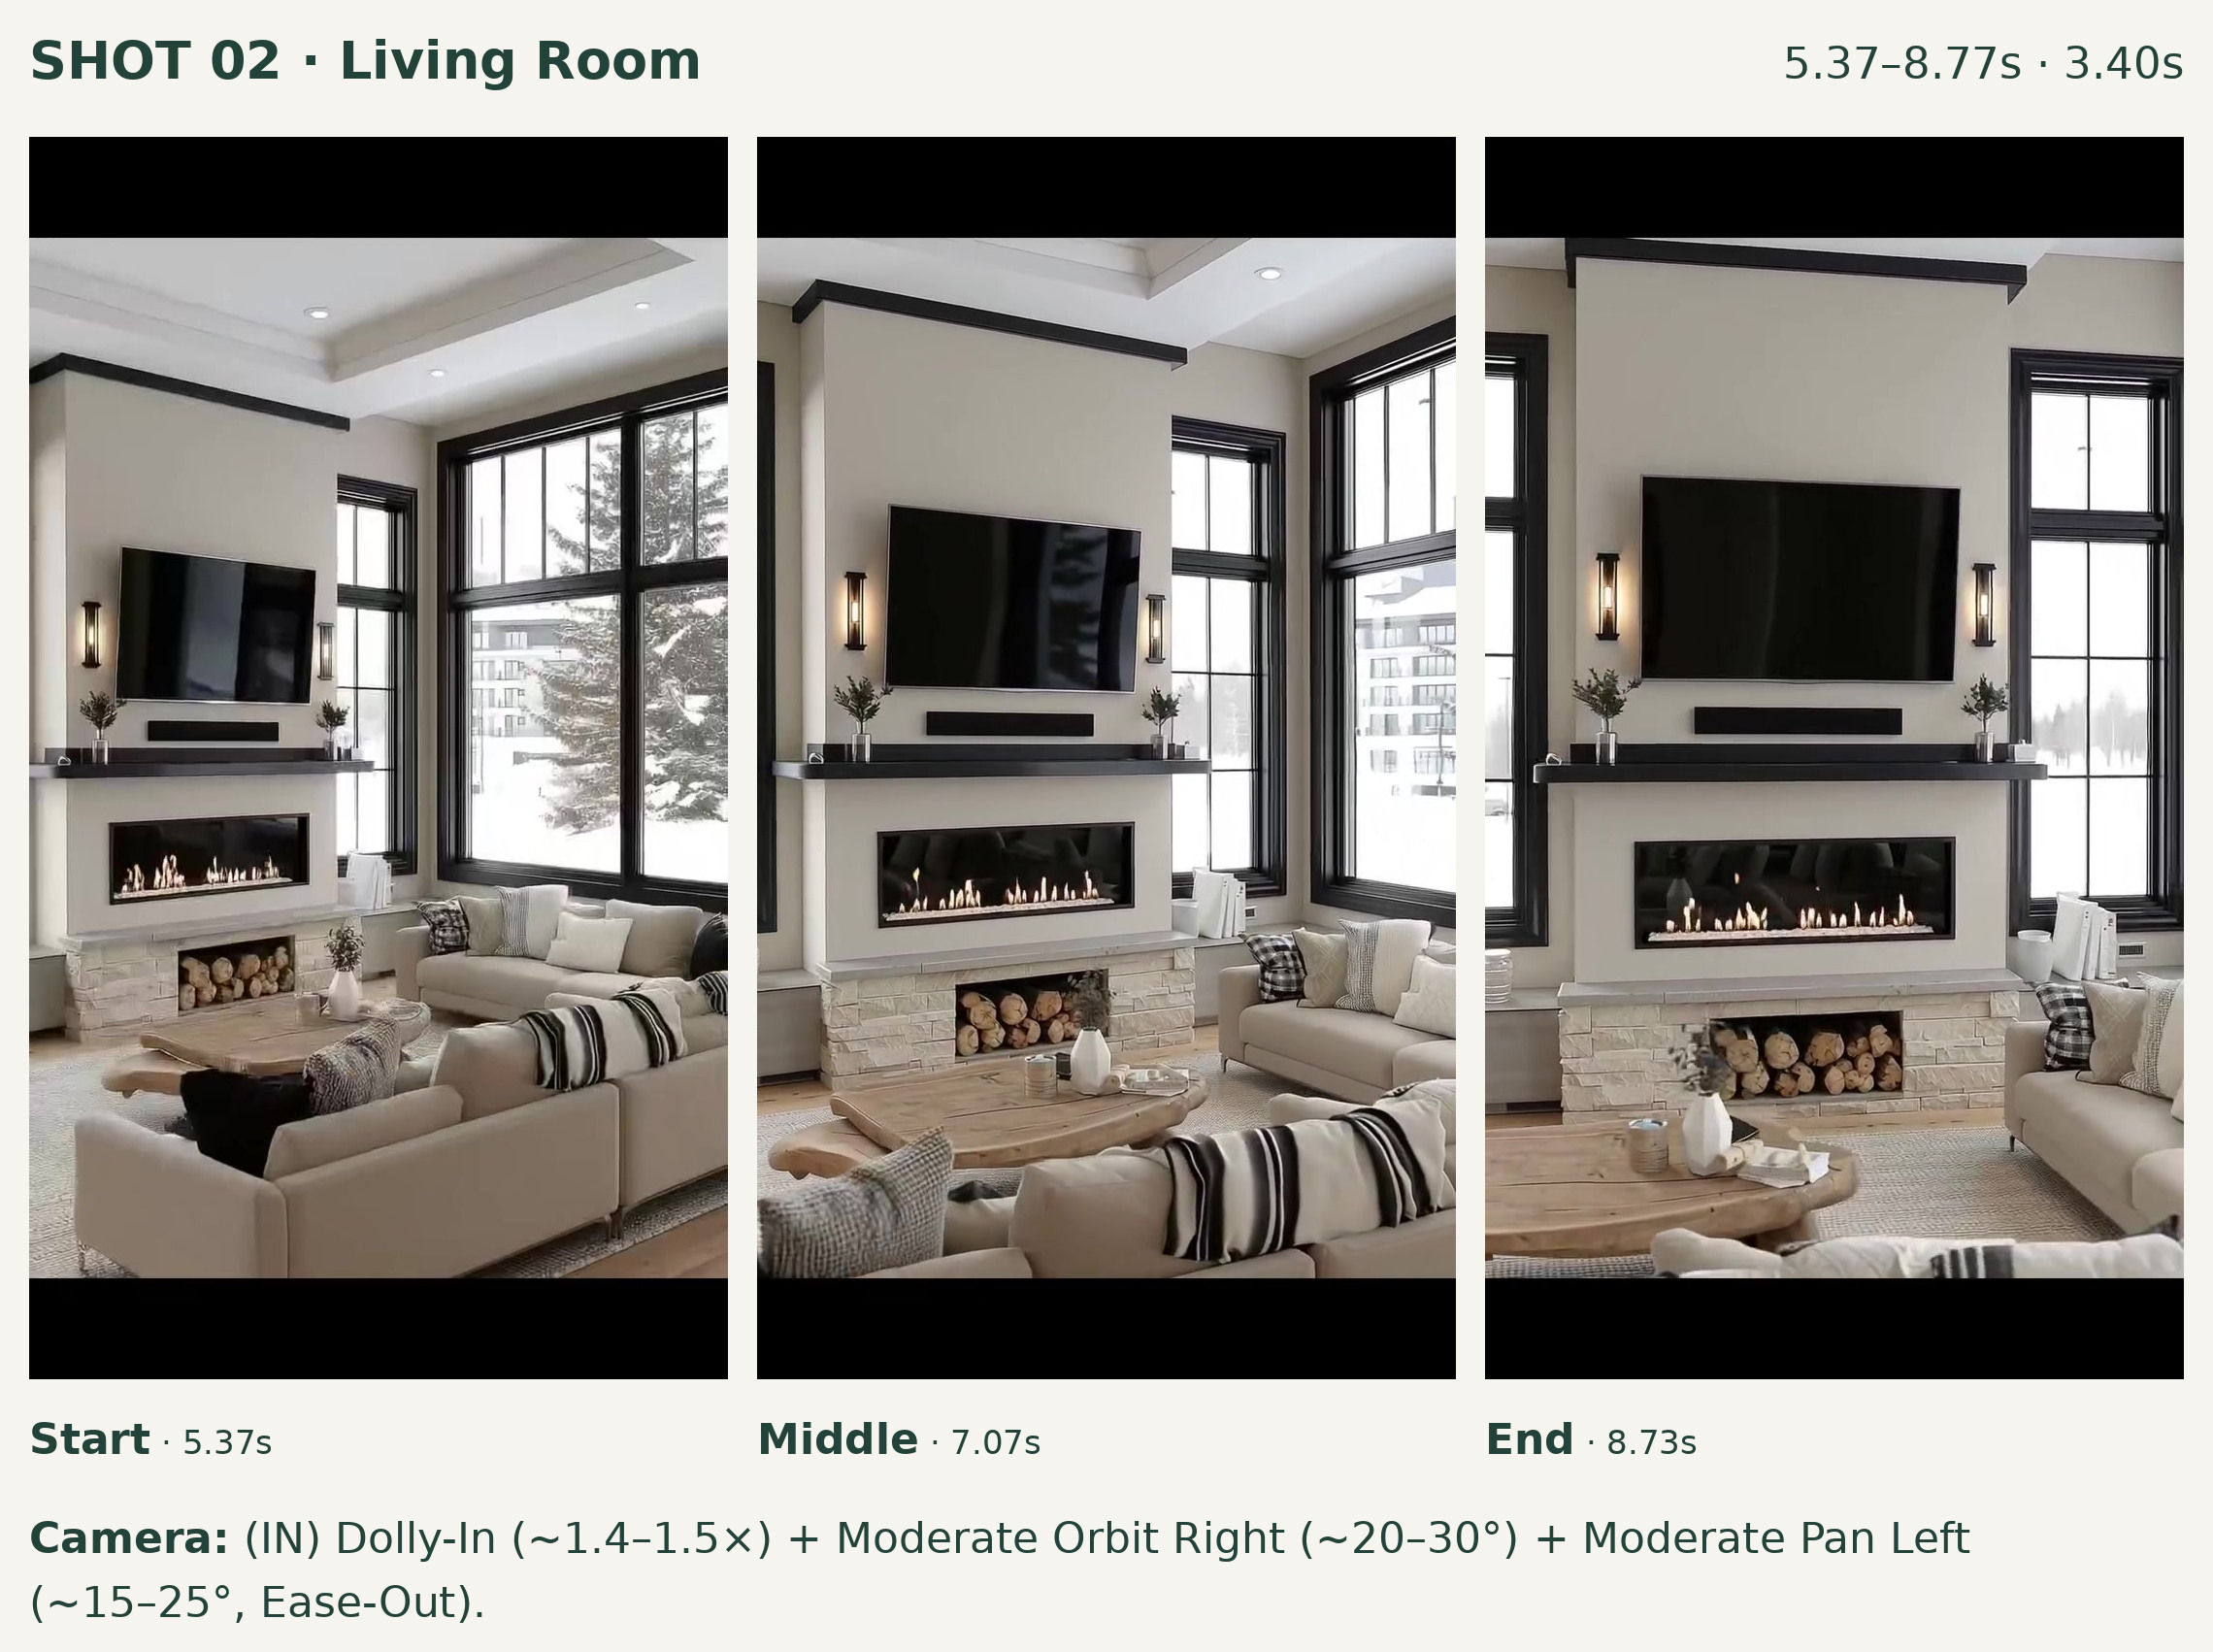 SHOT 02 · Living Room
5.37–8.77s · 3.40s
Start · 5.37s
Middle · 7.07s
End · 8.73s
Camera: (IN) Dolly-In (~1.4–1.5×) + Moderate Orbit Right (~20–30°) + Moderate Pan Left
(~15–25°, Ease-Out).